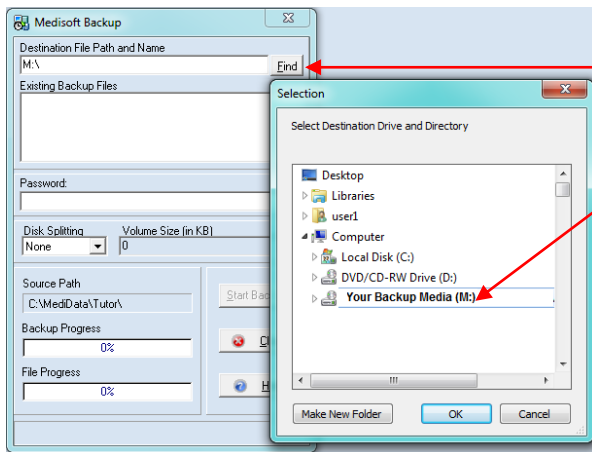 Medisoft Backup
Destination File Path and Name
M:\
Find
Existing Backup Files
Password:
Disk Splitting
Volume Size (in KB)
None
0
Source Path
C:\MediData\Tutor\
Start Bac
Backup Progress
0%
File Progress
0%
Selection
Select Destination Drive and Directory
Desktop
Libraries
user1
Computer
Local Disk (C:)
DVD/CD-RW Drive (D:)
Your Backup Media (M:)
Make New Folder
OK
Cancel